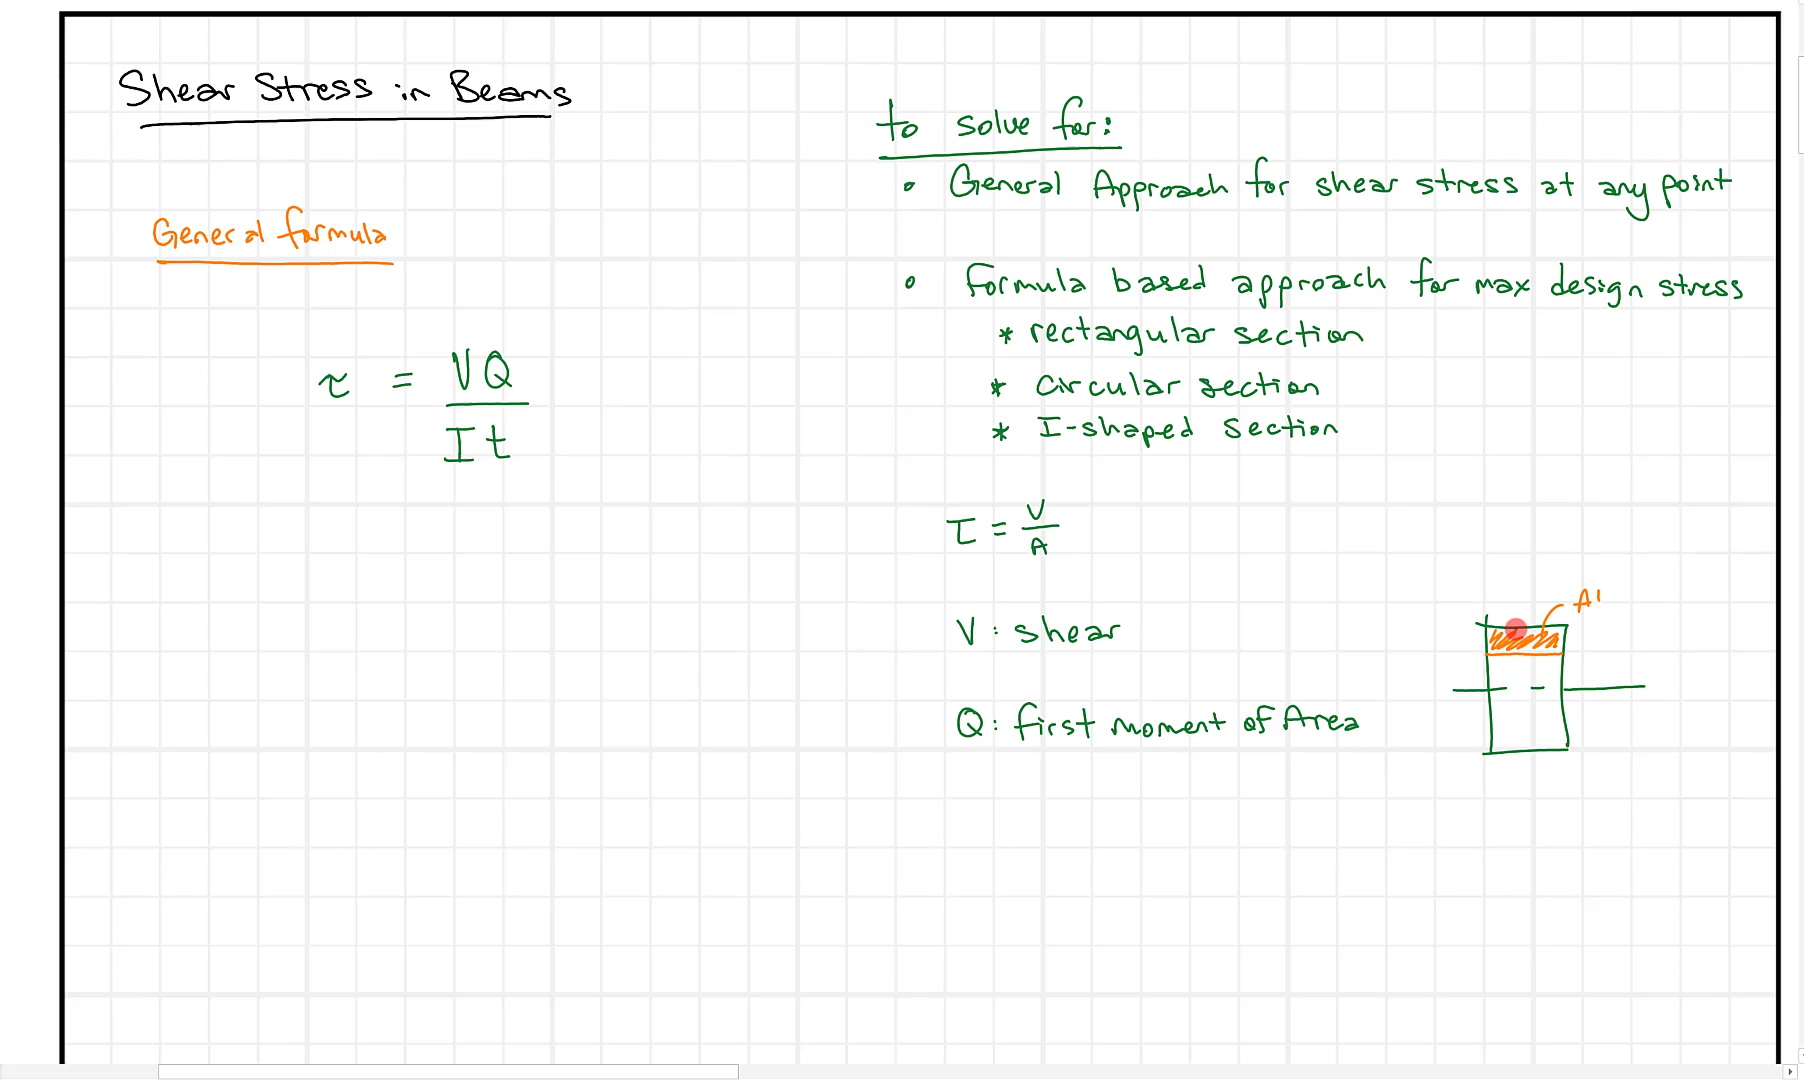 Shear Stress in Beams
General formula
τ = VQ / It
to solve for:
• General Approach for shear stress at any point
• Formula based approach for max design stress
* rectangular section
* circular section
* I-shaped section
τ = V / A
V : shear
Q : first moment of Area
A'